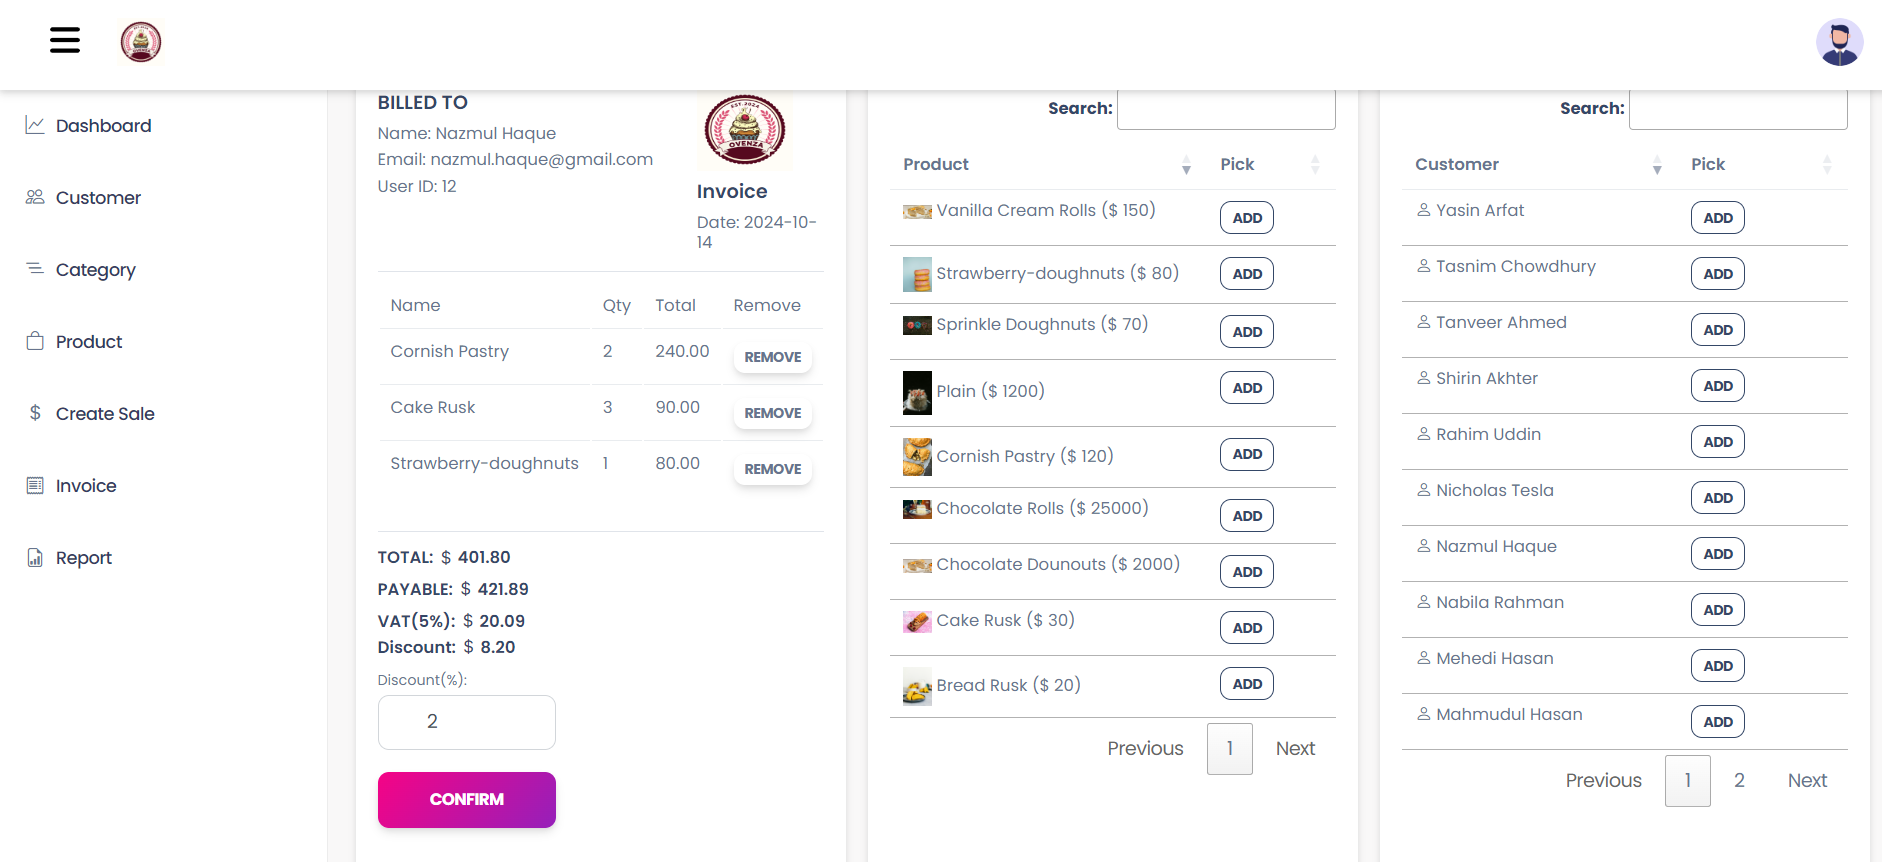 EST. 2024
OVENZA
Dashboard
Customer
Category
Product
$ Create Sale
Invoice
Report
BILLED TO
Name: Nazmul Haque
Email: nazmul.haque@gmail.com
User ID: 12
EST. 2024
OVENZA
Invoice
Date: 2024-10-
14
Name Qty Total Remove
Cornish Pastry 2 240.00 REMOVE
Cake Rusk 3 90.00 REMOVE
Strawberry-doughnuts 1 80.00 REMOVE
TOTAL: $ 401.80
PAYABLE: $ 421.89
VAT(5%): $ 20.09
Discount: $ 8.20
Discount(%):
2
CONFIRM
Search:
Product Pick
Vanilla Cream Rolls ($ 150) ADD
Strawberry-doughnuts ($ 80) ADD
Sprinkle Doughnuts ($ 70) ADD
Plain ($ 1200) ADD
Cornish Pastry ($ 120) ADD
Chocolate Rolls ($ 25000) ADD
Chocolate Dounouts ($ 2000) ADD
Cake Rusk ($ 30) ADD
Bread Rusk ($ 20) ADD
Previous 1 Next
Search:
Customer Pick
Yasin Arfat ADD
Tasnim Chowdhury ADD
Tanveer Ahmed ADD
Shirin Akhter ADD
Rahim Uddin ADD
Nicholas Tesla ADD
Nazmul Haque ADD
Nabila Rahman ADD
Mehedi Hasan ADD
Mahmudul Hasan ADD
Previous 1 2 Next